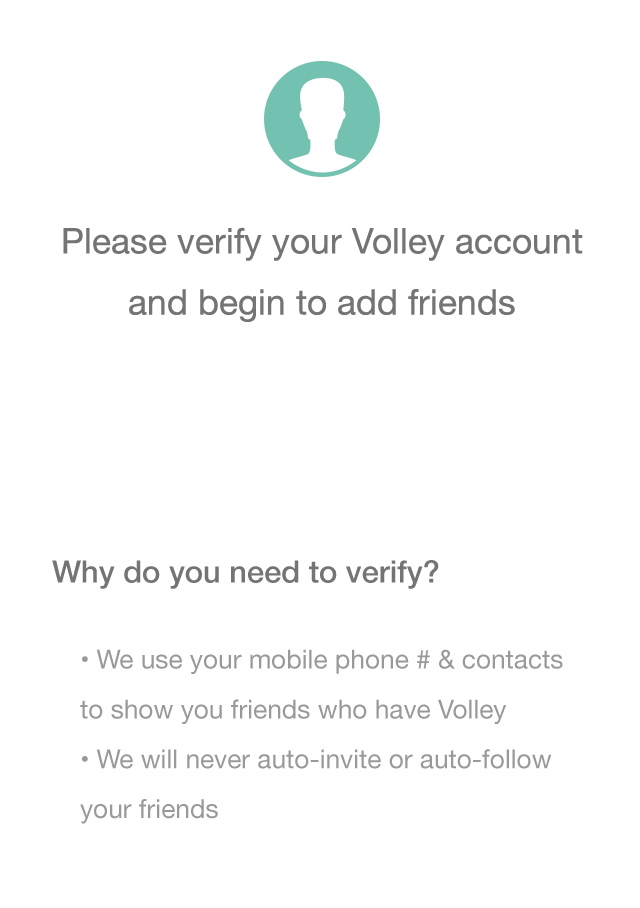 Please verify your Volley account
and begin to add friends
Why do you need to verify?
• We use your mobile phone # & contacts
to show you friends who have Volley
• We will never auto-invite or auto-follow
your friends